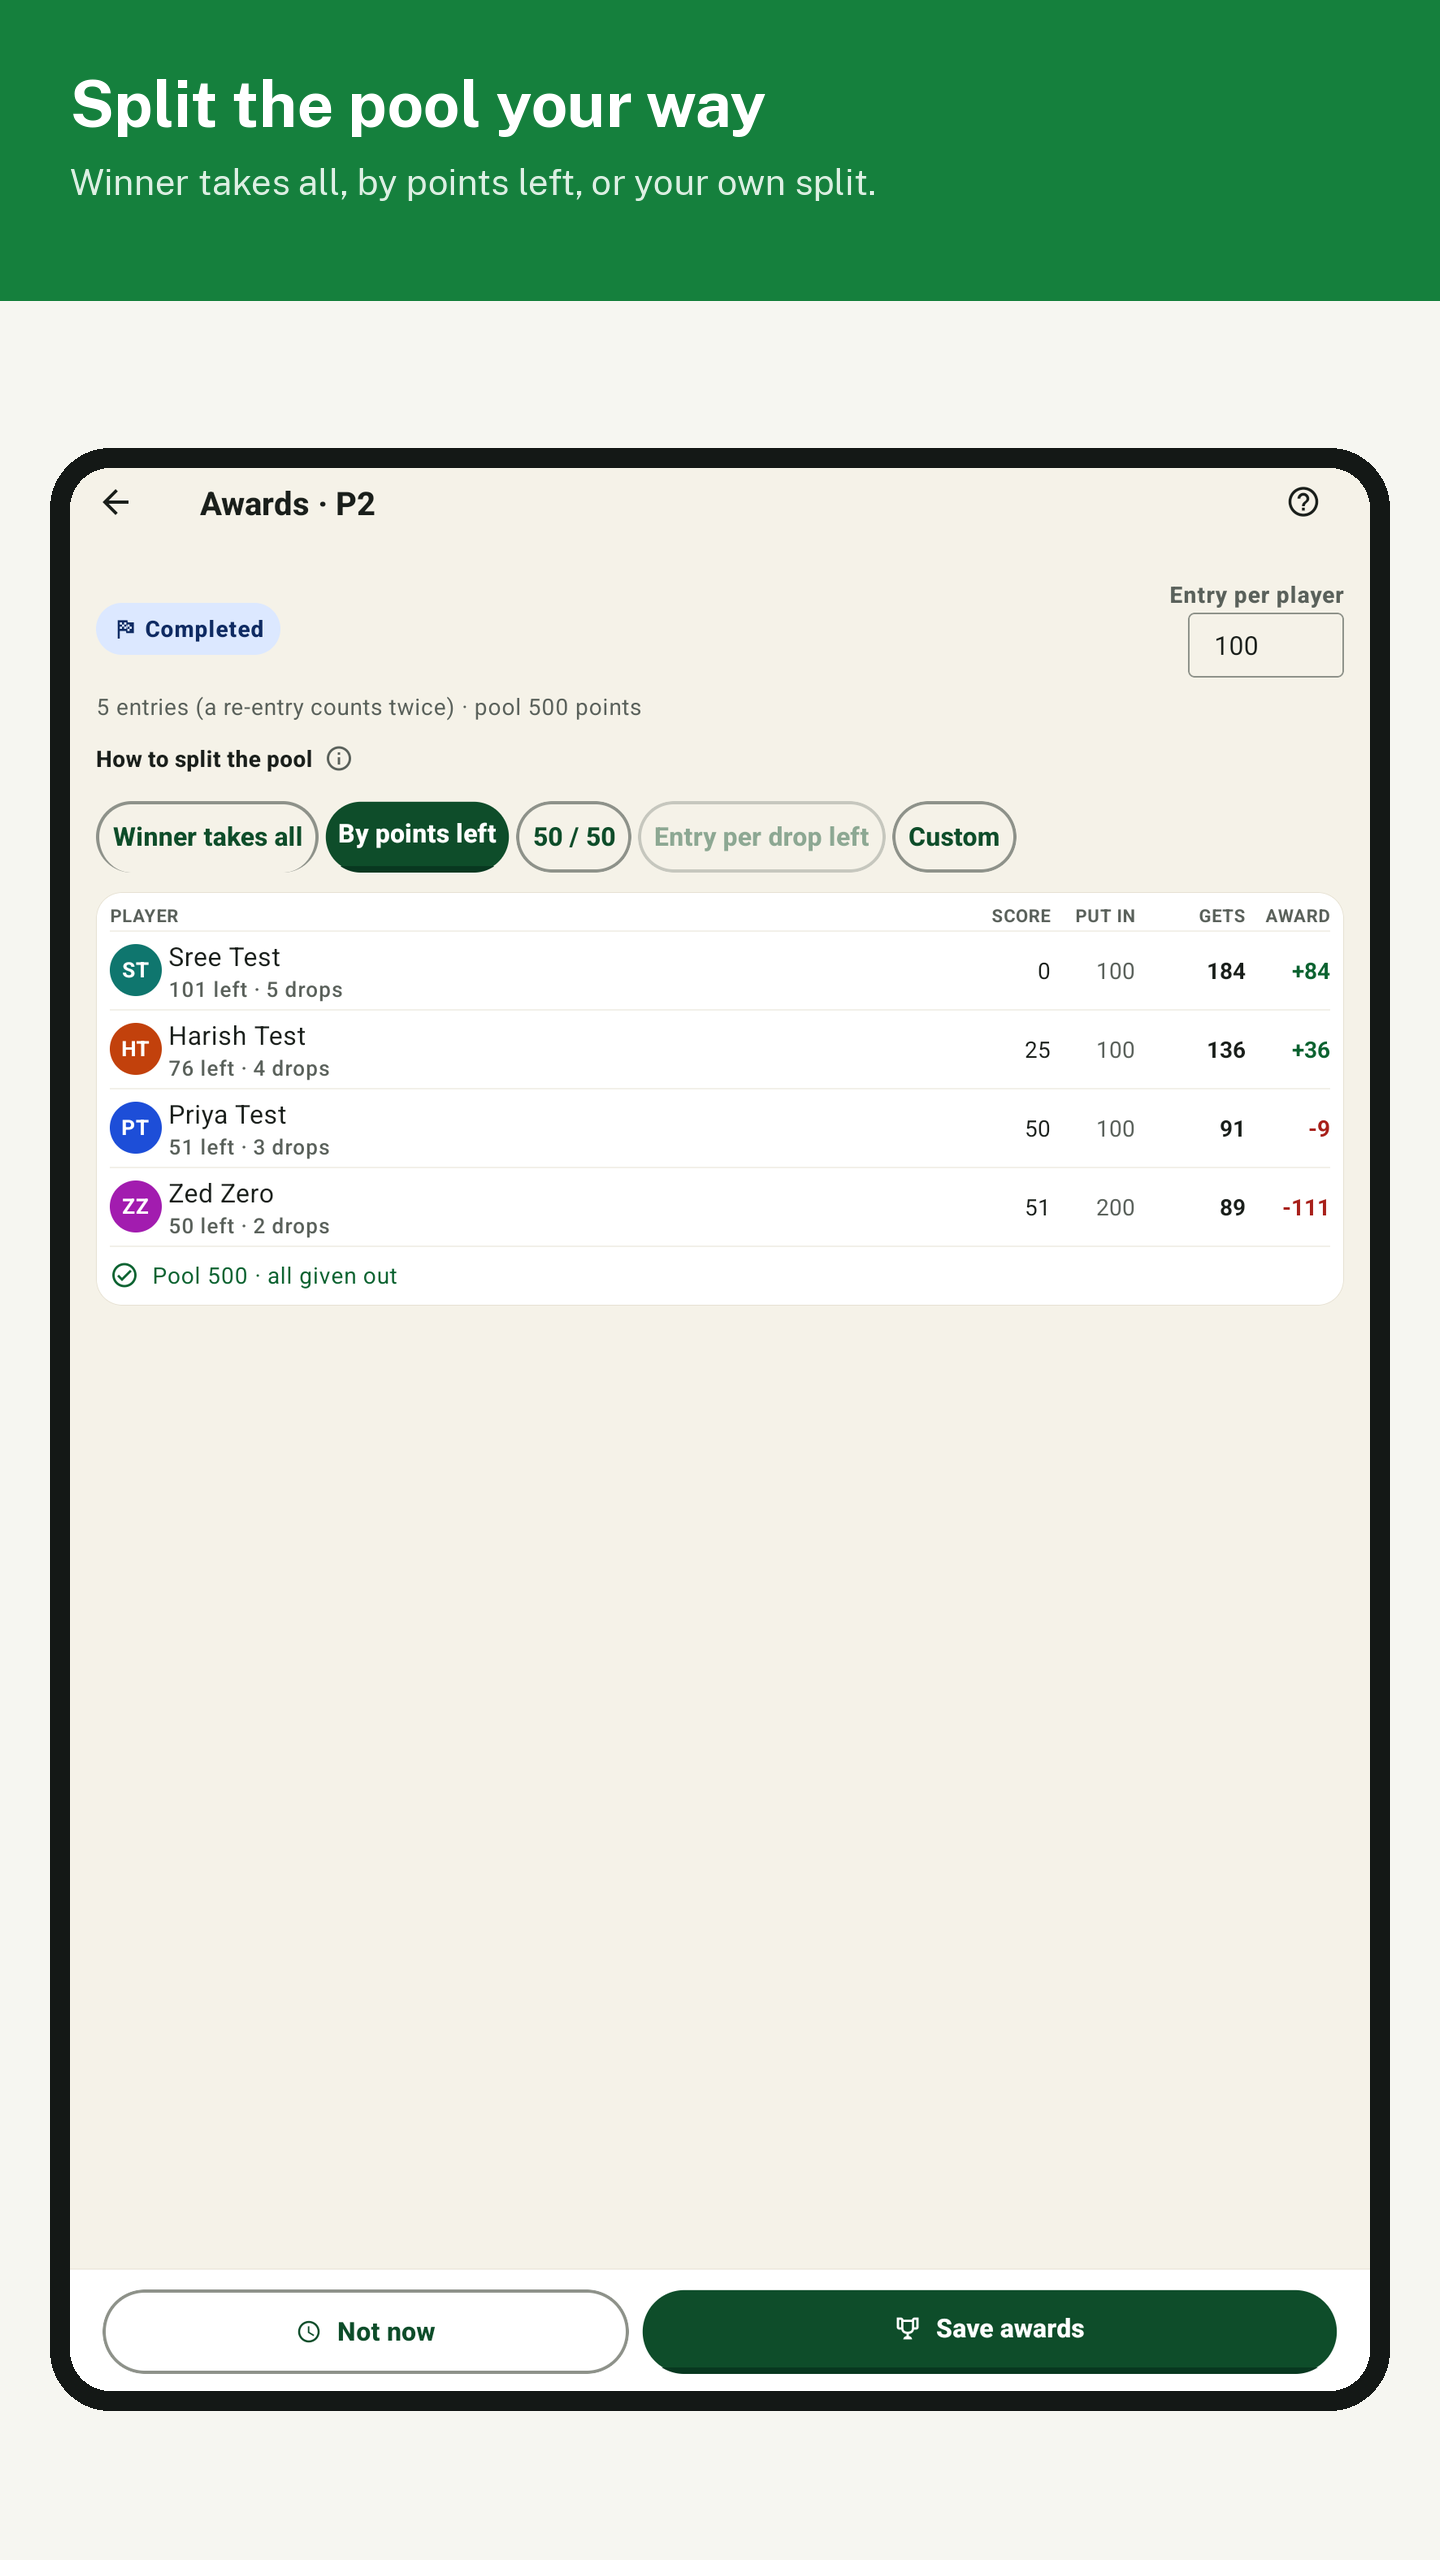 Split the pool your way
Winner takes all, by points left, or your own split.
Awards · P2
Entry per player
Completed
100
5 entries (a re-entry counts twice) · pool 500 points
How to split the pool
Winner takes all By points left 50 / 50 Entry per drop left Custom
PLAYER SCORE PUT IN GETS AWARD
ST Sree Test 0 100 184 +84
101 left · 5 drops
HT Harish Test 25 100 136 +36
76 left · 4 drops
PT Priya Test 50 100 91 -9
51 left · 3 drops
ZZ Zed Zero 51 200 89 -111
50 left · 2 drops
Pool 500 · all given out
Not now Save awards